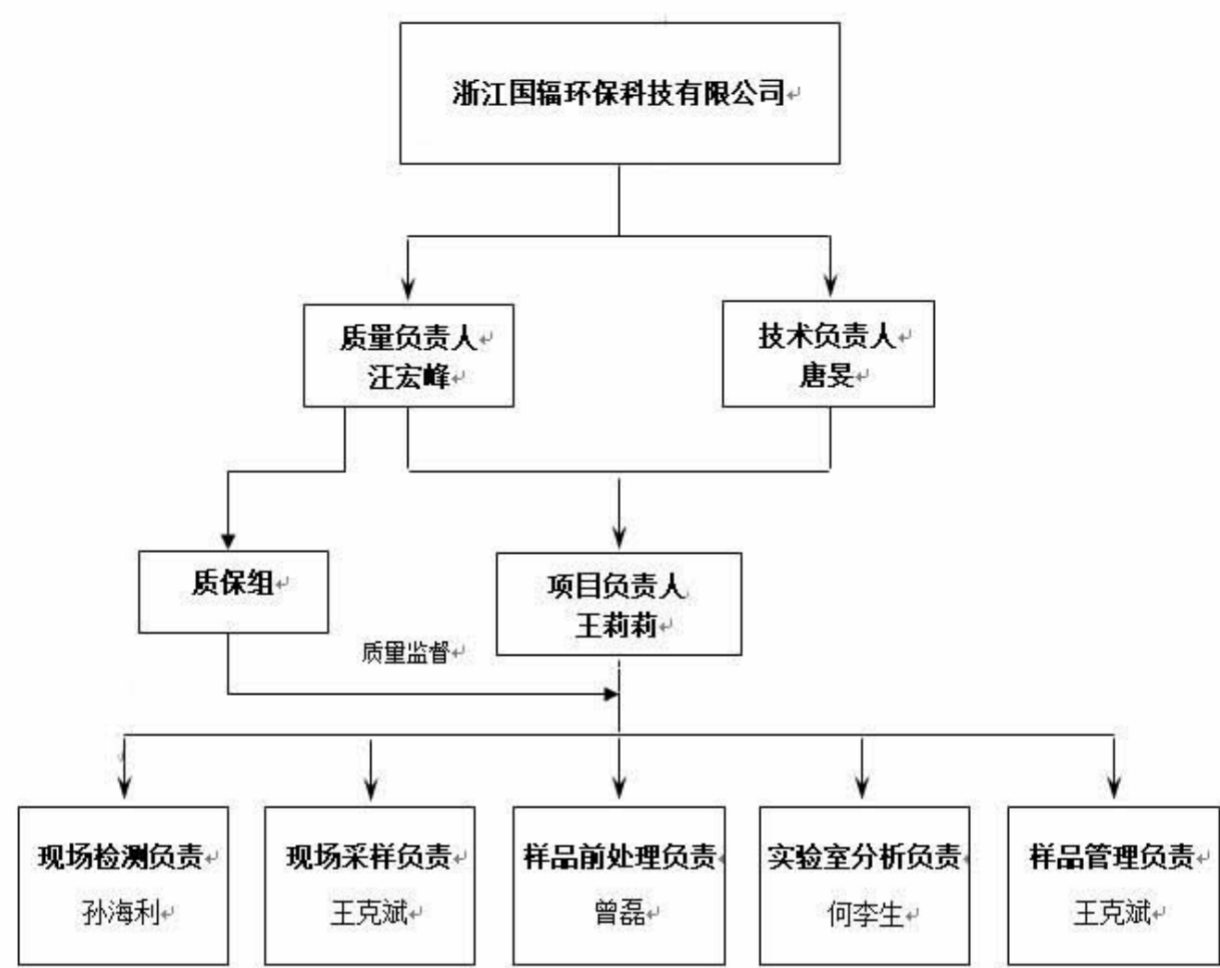 浙江国辐环保科技有限公司
质量负责人
汪宏峰
技术负责人
唐旻
质保组
项目负责人
王莉莉
质里监督
现场检测负责
孙海利
现场采样负责
王克斌
样品前处理负责
曾磊
实验室分析负责
何李生
样品管理负责
王克斌